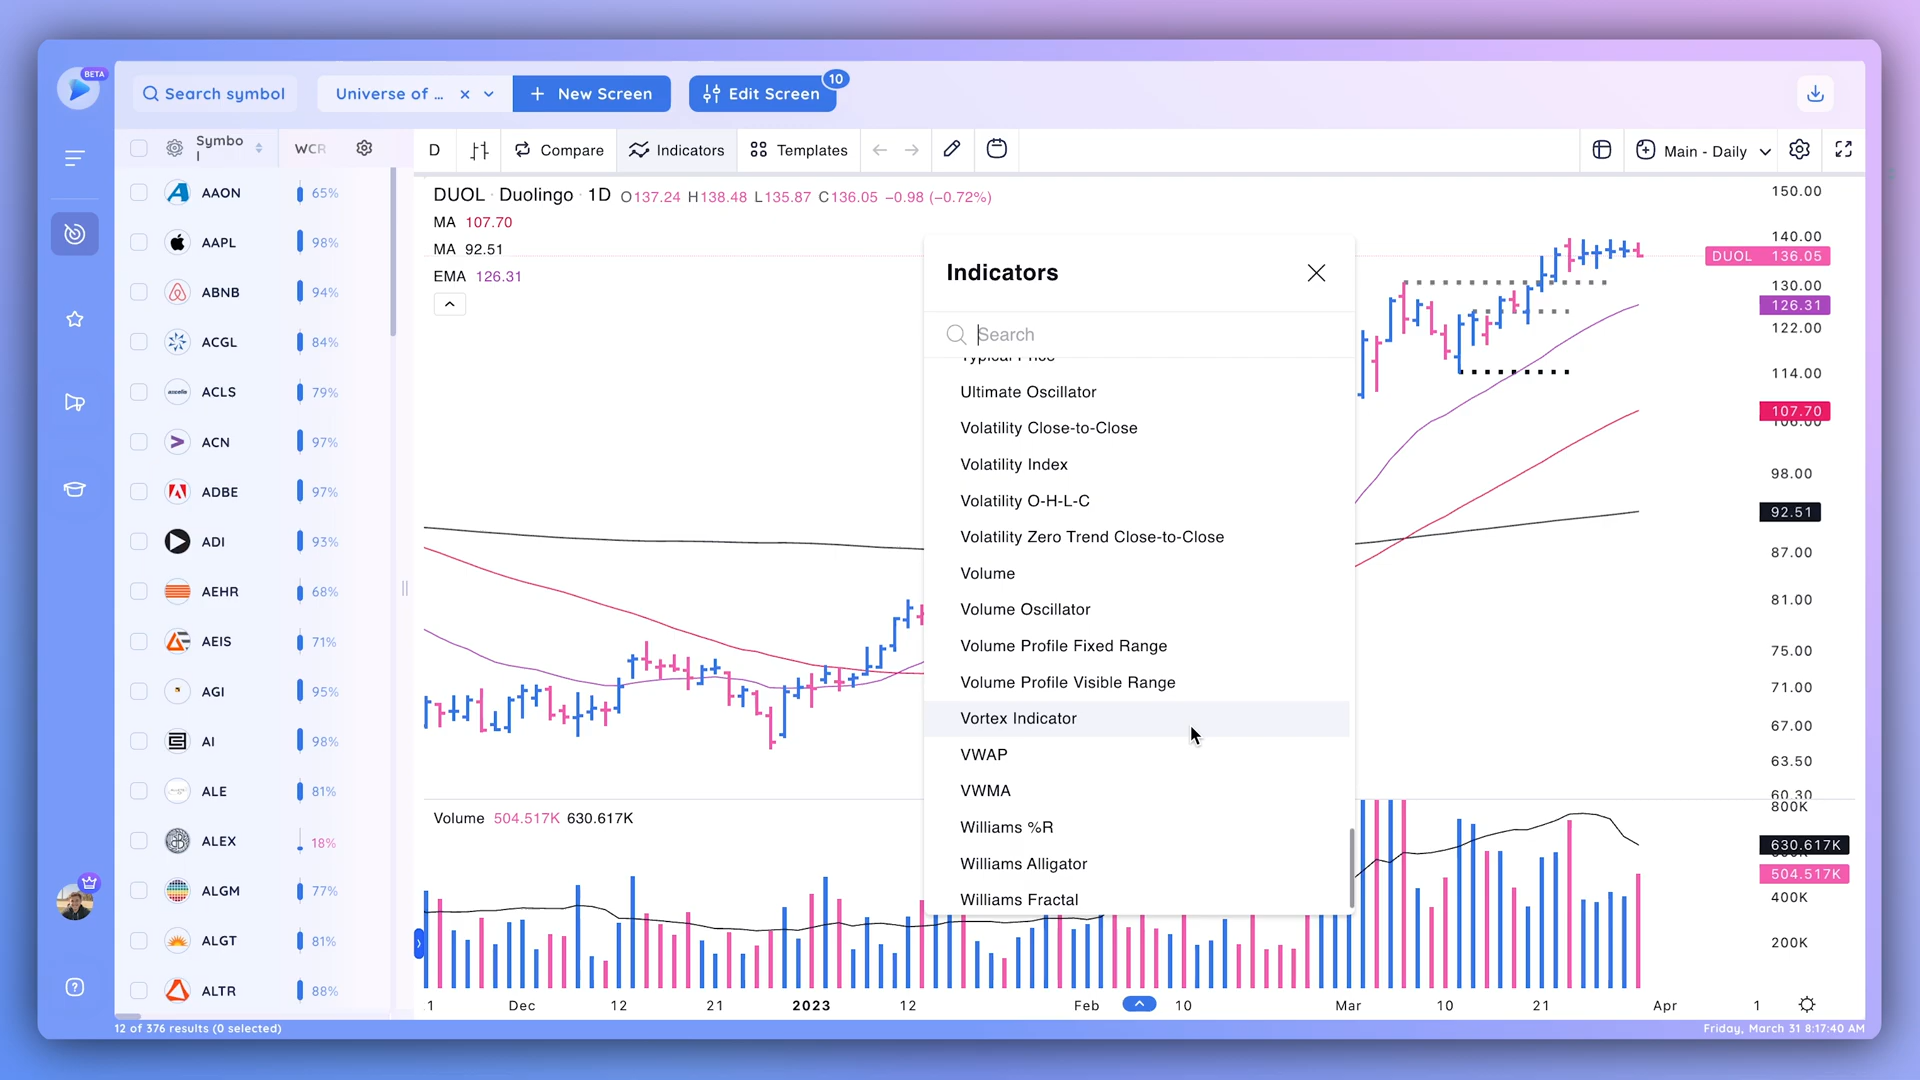 BETA
Search symbol
Universe of ...
New Screen
Edit Screen
10
Symbo
l
WCR
D
Compare
Indicators
Templates
Main - Daily
DUOL · Duolingo · 1D O137.24 H138.48 L135.87 C136.05 −0.98 (−0.72%)
MA 107.70
MA 92.51
EMA 126.31
AAON 65%
AAPL 98%
ABNB 94%
ACGL 84%
ACLS 79%
ACN 97%
ADBE 97%
ADI 93%
AEHR 68%
AEIS 71%
AGI 95%
AI 98%
ALE 81%
ALEX 18%
ALGM 77%
ALGT 81%
ALTR 88%
Indicators
Search
Typical Price
Ultimate Oscillator
Volatility Close-to-Close
Volatility Index
Volatility O-H-L-C
Volatility Zero Trend Close-to-Close
Volume
Volume Oscillator
Volume Profile Fixed Range
Volume Profile Visible Range
Vortex Indicator
VWAP
VWMA
Williams %R
Williams Alligator
Williams Fractal
150.00
140.00
DUOL 136.05
130.00
126.31
122.00
114.00
107.70
106.00
98.00
92.51
87.00
81.00
75.00
71.00
67.00
63.50
60.30
Volume 504.517K 630.617K
800K
630.617K
504.517K
400K
200K
1
Dec
12
21
2023
12
Feb
10
Mar
10
21
Apr
1
12 of 376 results (0 selected)
Friday, March 31 8:17:40 AM